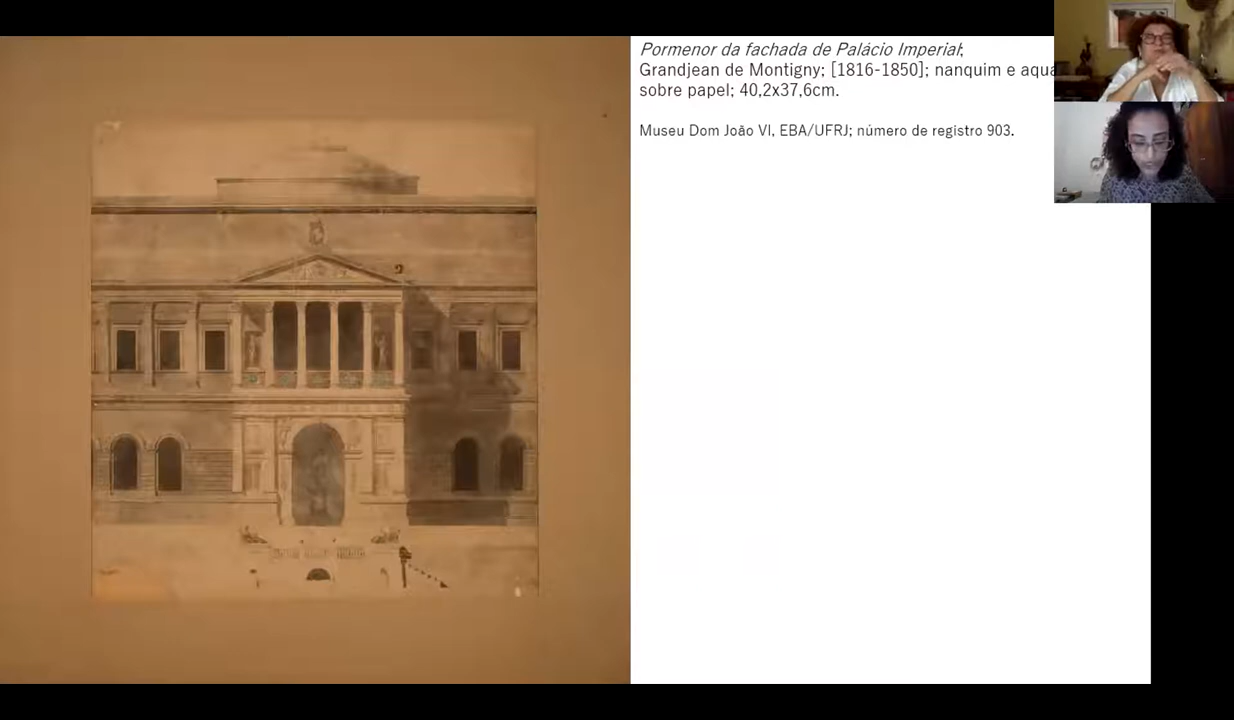 Pormenor da fachada de Palácio Imperial;
Grandjean de Montigny; [1816-1850]; nanquim e
sobre papel; 40,2x37,6cm.
Museu Dom João VI, EBA/UFRJ; número de registro 903.